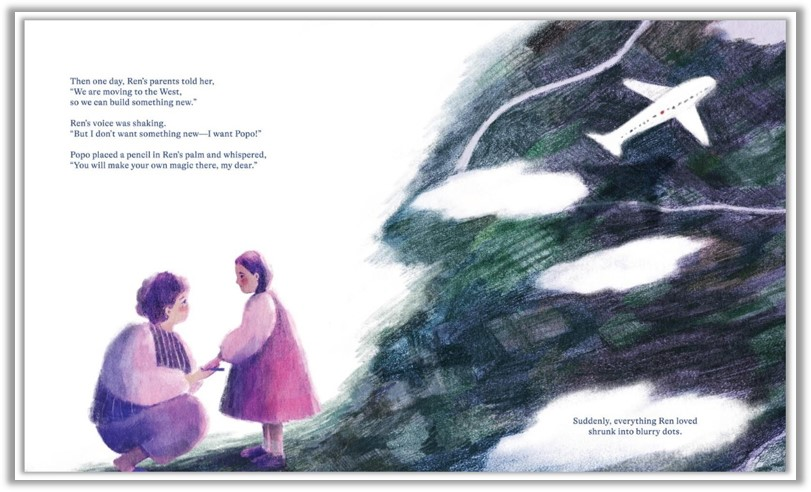 Then one day, Ren's parents told her,
“We are moving to the West,
so we can build something new.”
Ren's voice was shaking.
“But I don't want something new—I want Popo!”
Popo placed a pencil in Ren's palm and whispered,
“You will make your own magic there, my dear.”
Suddenly, everything Ren loved
shrunk into blurry dots.